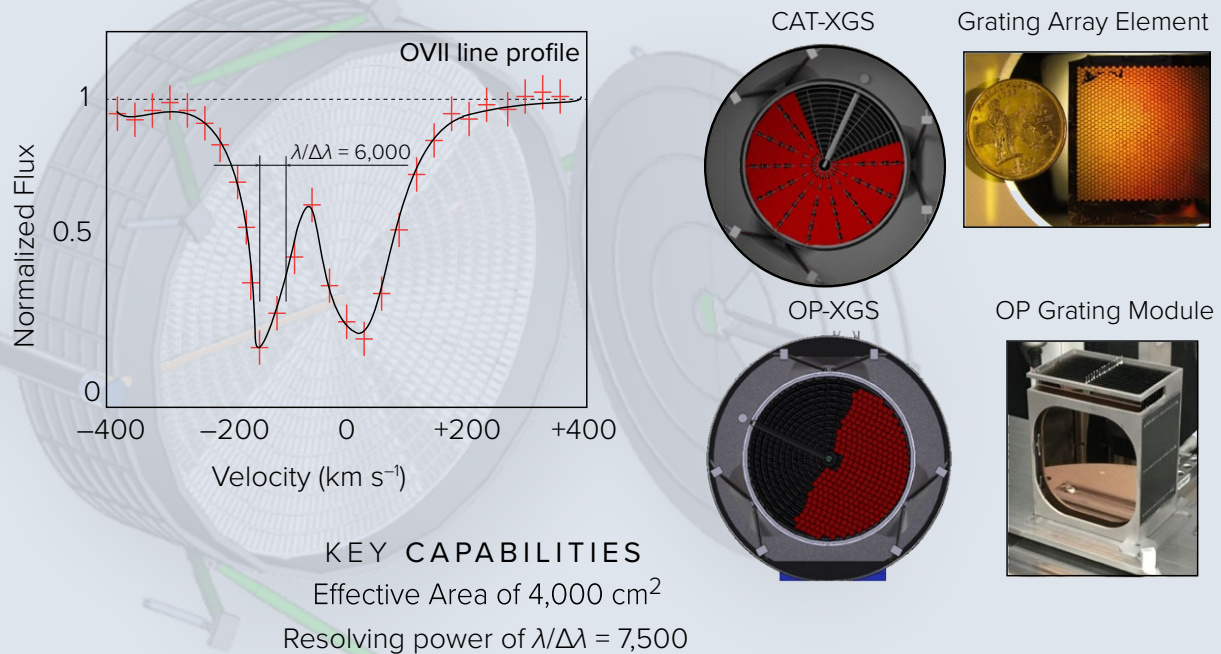 OVII line profile
λ/Δλ = 6,000
1
0.5
0
Normalized Flux
–400 –200 0 +200 +400
Velocity (km s⁻¹)
CAT-XGS
Grating Array Element
OP-XGS
OP Grating Module
KEY CAPABILITIES
Effective Area of 4,000 cm²
Resolving power of λ/Δλ = 7,500